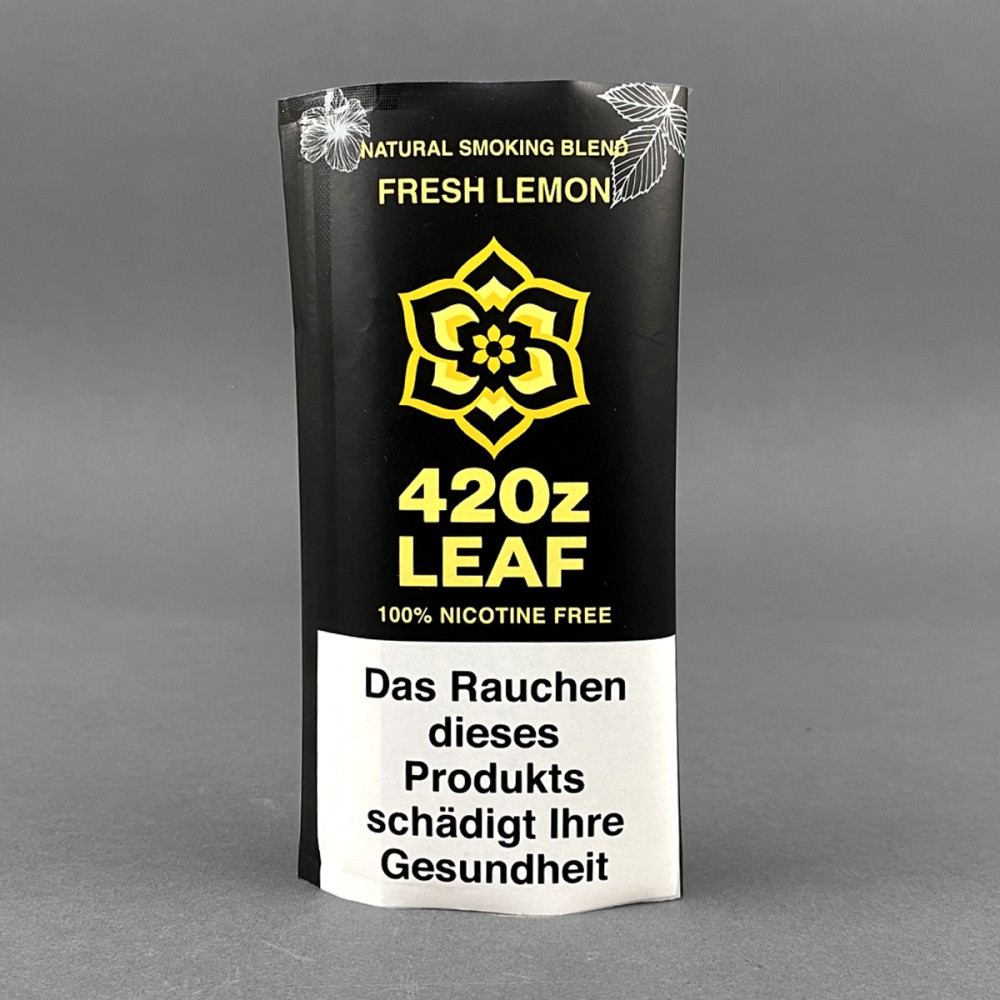 NATURAL SMOKING BLEND
FRESH LEMON
420z
LEAF
100% NICOTINE FREE
Das Rauchen
dieses
Produkts
schädigt Ihre
Gesundheit